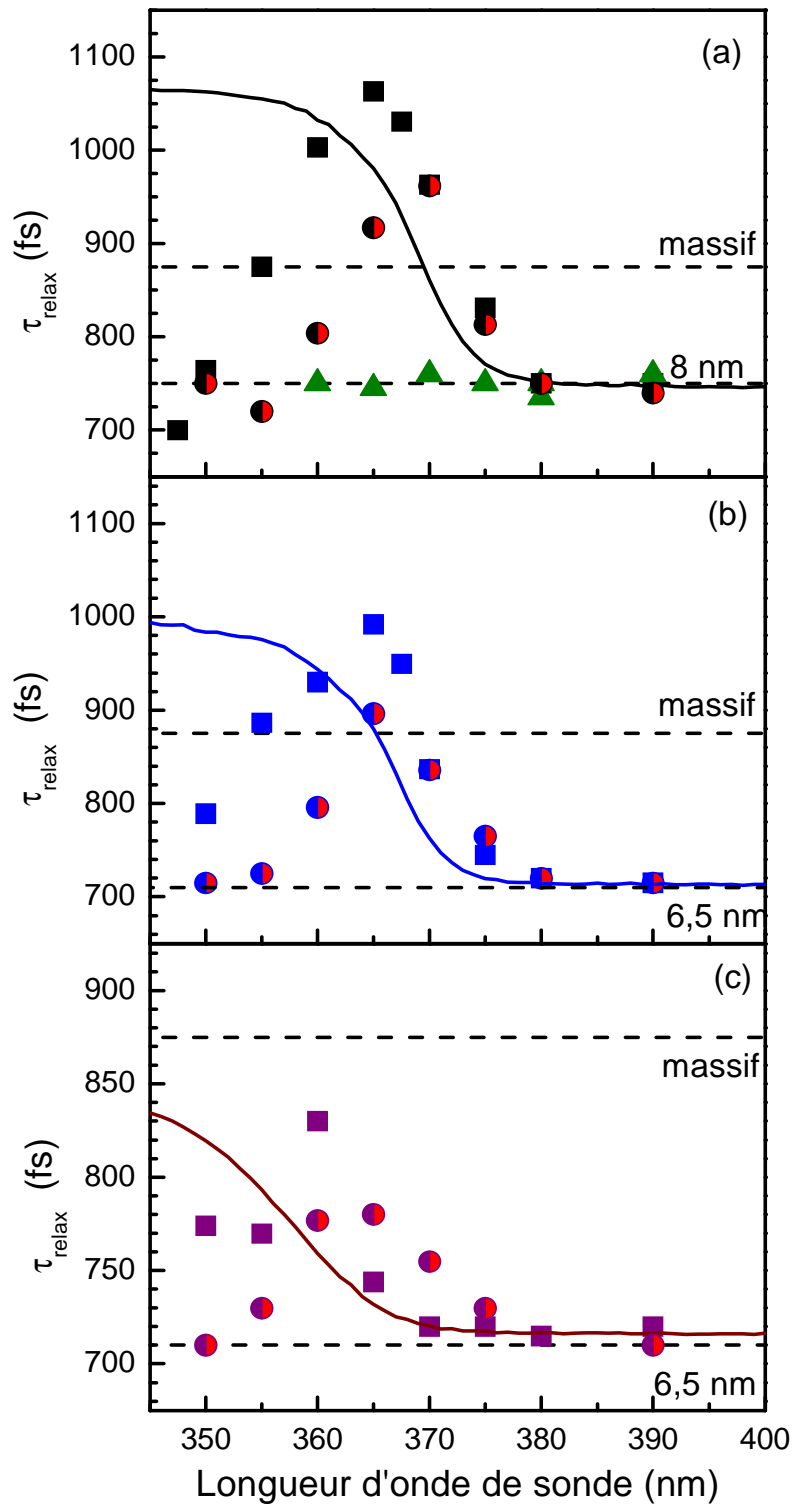 (a)
1100
1000
900
800
700
τrelax (fs)
massif
8 nm
(b)
1100
1000
900
800
700
τrelax (fs)
massif
6,5 nm
(c)
900
850
800
750
700
τrelax (fs)
massif
6,5 nm
350 360 370 380 390 400
Longueur d'onde de sonde (nm)